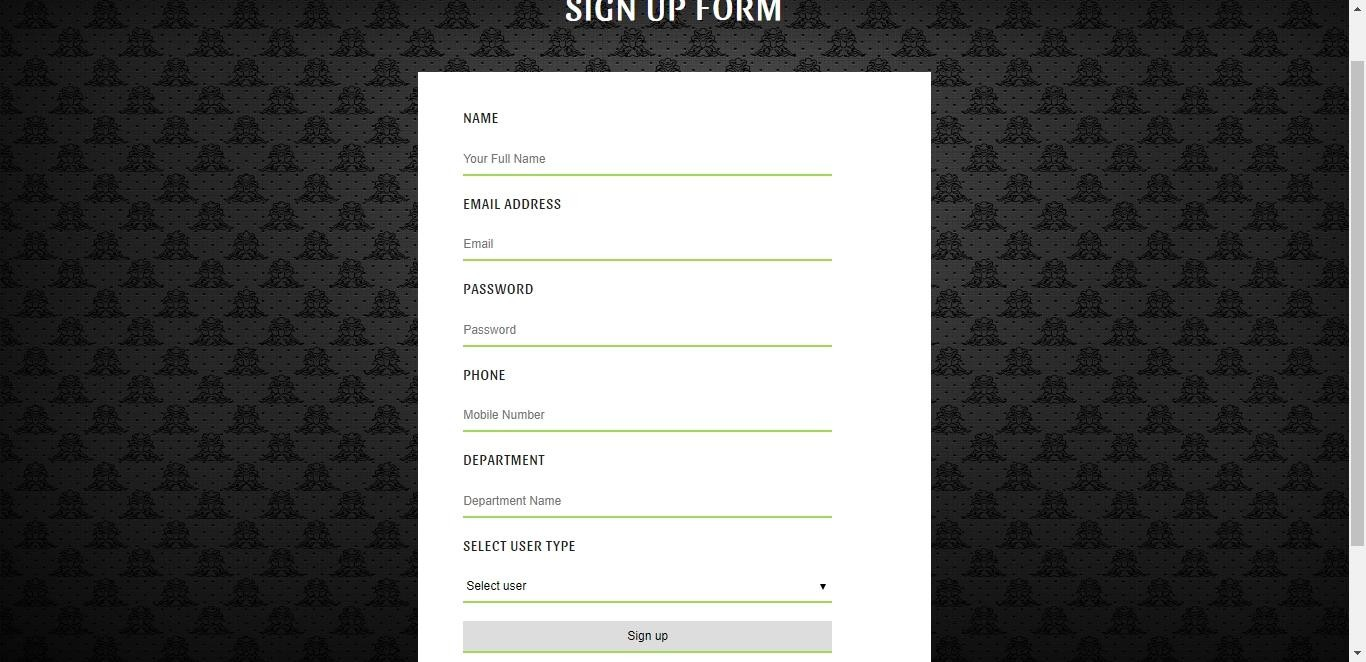 SIGN UP FORM
NAME
Your Full Name
EMAIL ADDRESS
Email
PASSWORD
Password
PHONE
Mobile Number
DEPARTMENT
Department Name
SELECT USER TYPE
Select user
Sign up